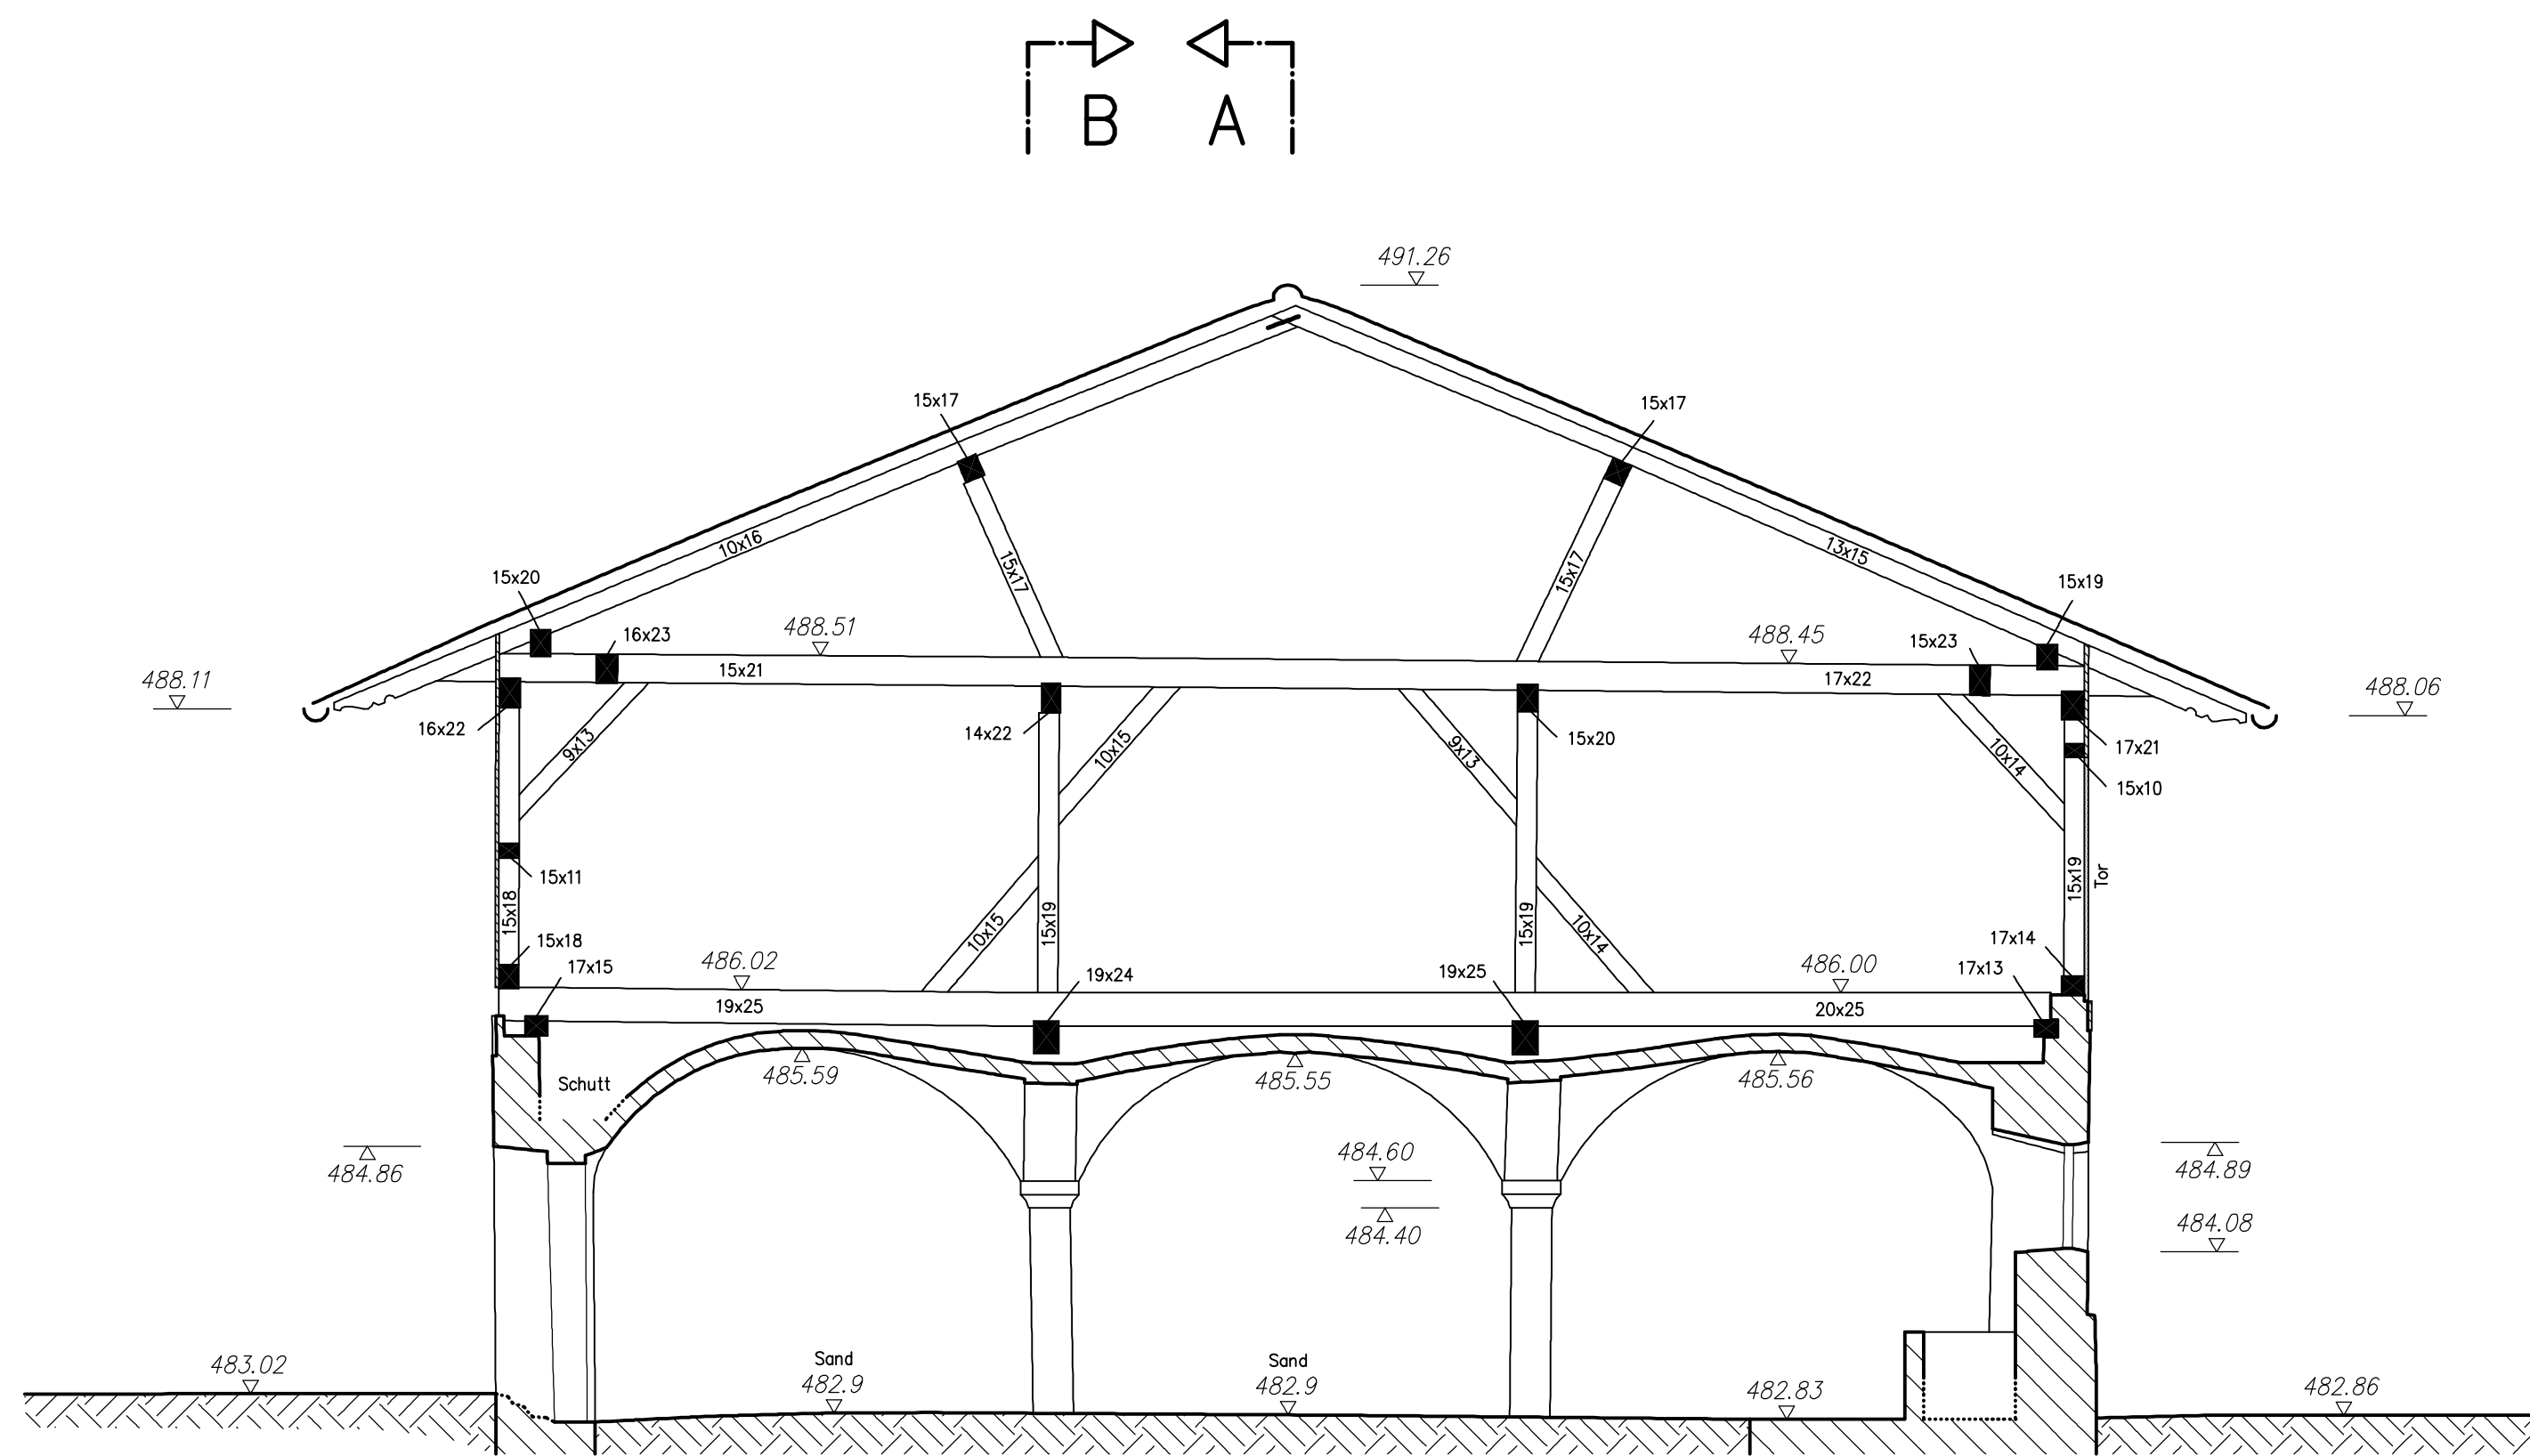 B A
491.26
15x17
15x17
10x16
15x17
15x17
13x15
15x20
15x19
16x23
488.51
488.45
15x23
15x21
17x22
488.11
488.06
16x22
14x22
15x20
17x21
9x13
10x15
9x13
10x14
15x10
15x11
15x18
15x19
Tor
10x15
15x19
15x19
10x14
15x18
17x14
17x15
486.02
19x24
19x25
486.00
17x13
19x25
20x25
Schutt
485.59
485.55
485.56
484.86
484.60
484.89
484.40
484.08
483.02
Sand
482.9
Sand
482.9
482.83
482.86